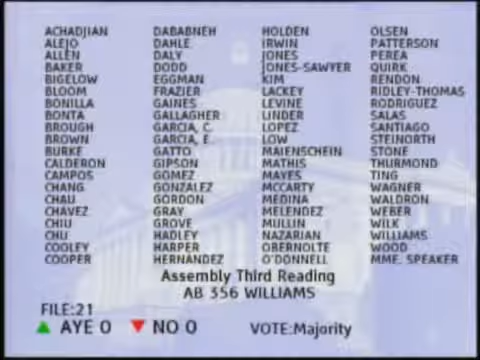 ACHADJIAN DABABNEH HOLDEN OLSEN
ALEJO DAHLE IRWIN PATTERSON
ALLEN DALY JONES PEREA
BAKER DODD JONES-SAWYER QUIRK
BIGELOW EGGMAN KIM RENDON
BLOOM FRAZIER LACKEY RIDLEY-THOMAS
BONILLA GAINES LEVINE RODRIGUEZ
BONTA GALLAGHER LINDER SALAS
BROUGH GARCIA, C. LOPEZ SANTIAGO
BROWN GARCIA, E. LOW STEINORTH
BURKE GATTO MAIENSCHEIN STONE
CALDERON GIPSON MATHIS THURMOND
CAMPOS GOMEZ MAYES TING
CHANG GONZALEZ MCCARTY WAGNER
CHAU GORDON MEDINA WALDRON
CHAVEZ GRAY MELENDEZ WEBER
CHIU GROVE MULLIN WILK
CHU HADLEY NAZARIAN WILLIAMS
COOLEY HARPER OBERNOLTE WOOD
COOPER HERNANDEZ O'DONNELL MME. SPEAKER
Assembly Third Reading
AB 356 WILLIAMS
FILE:21
AYE 0 NO 0 VOTE:Majority